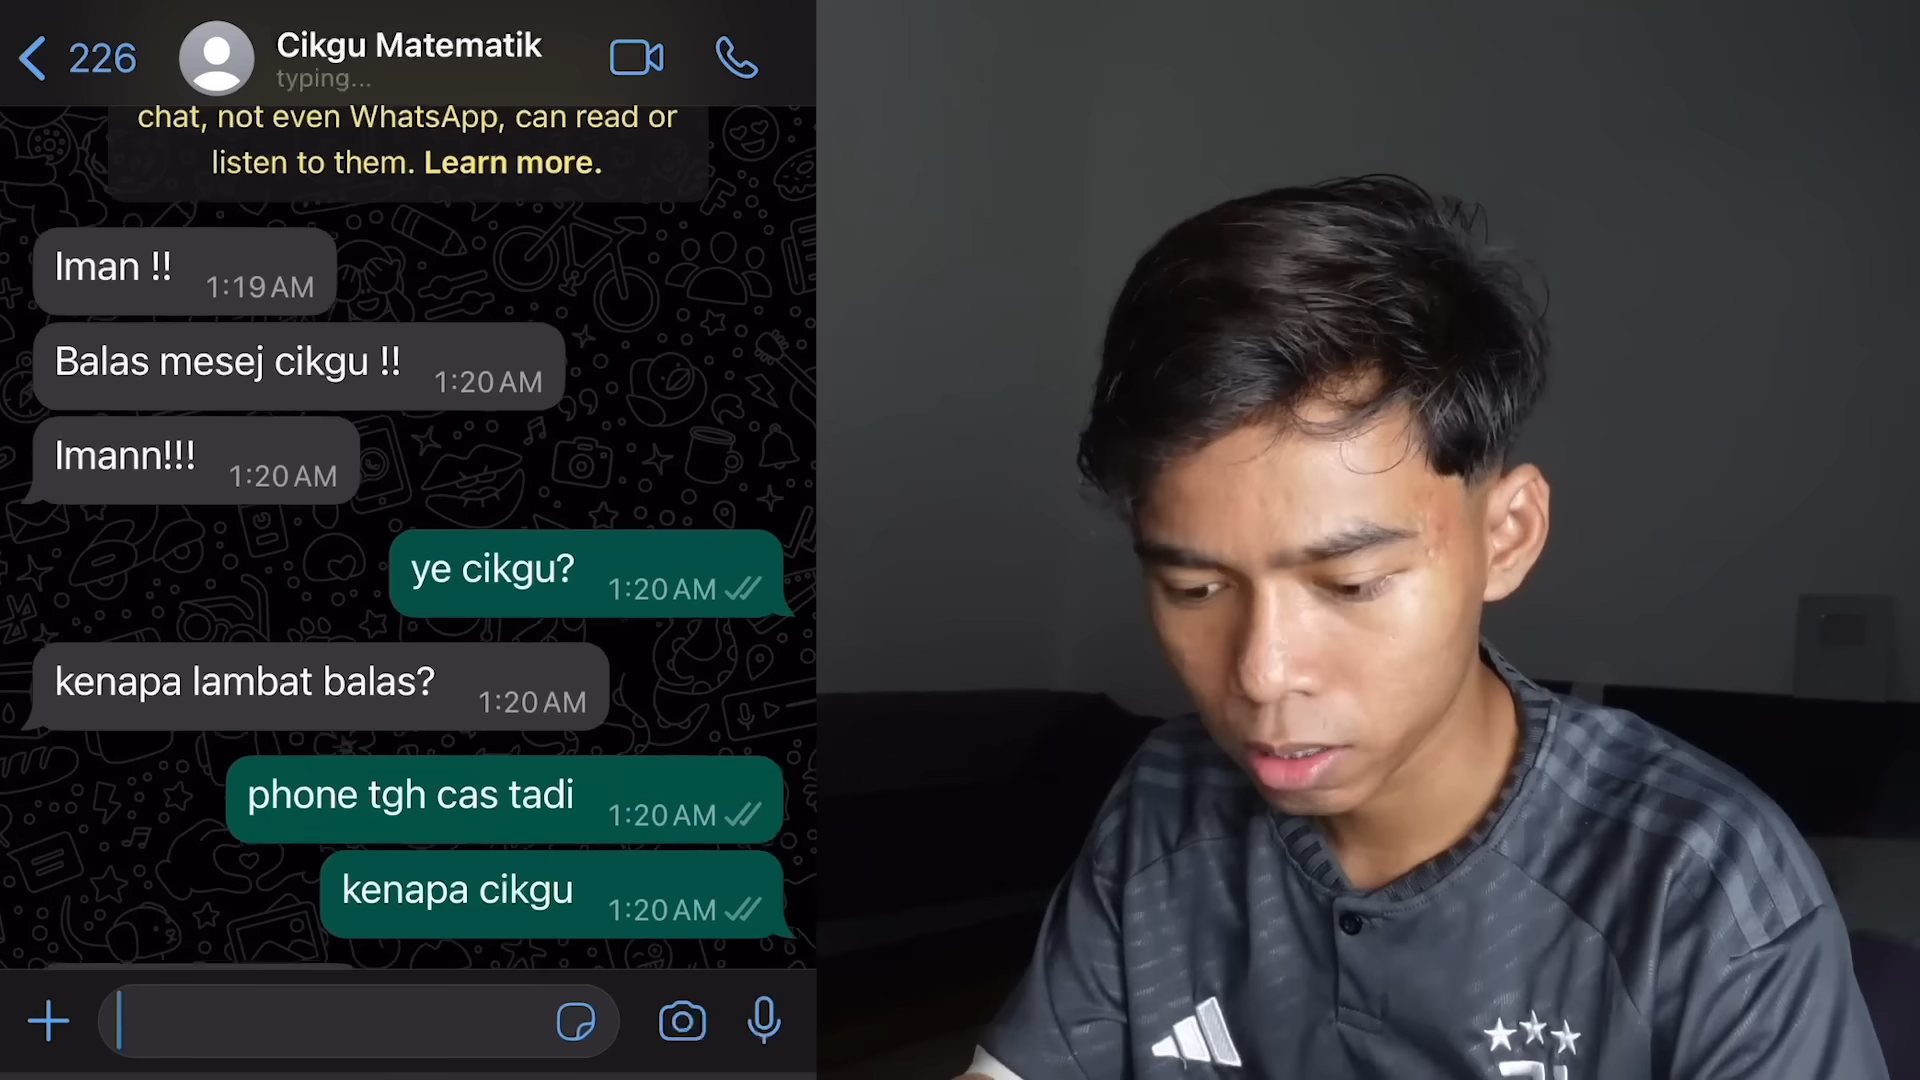 226
Cikgu Matematik
typing...
chat, not even WhatsApp, can read or
listen to them. Learn more.
Iman !! 1:19 AM
Balas mesej cikgu !! 1:20 AM
Imann!!! 1:20 AM
ye cikgu? 1:20 AM
kenapa lambat balas? 1:20 AM
phone tgh cas tadi 1:20 AM
kenapa cikgu 1:20 AM